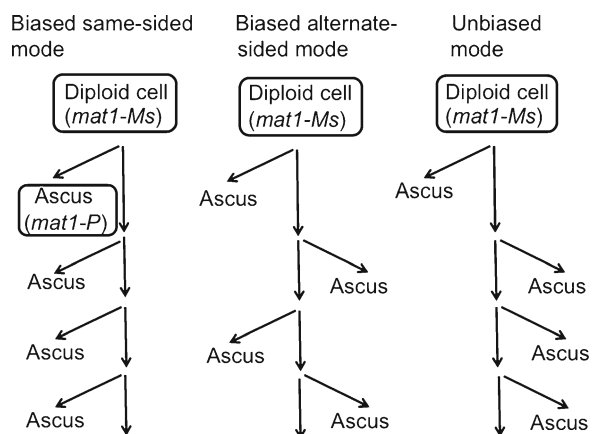 Biased same-sided
mode
Diploid cell
(mat1-Ms)
Ascus
(mat1-P)
Ascus
Ascus
Ascus
Biased alternate-
sided mode
Diploid cell
(mat1-Ms)
Ascus
Ascus
Ascus
Ascus
Unbiased
mode
Diploid cell
(mat1-Ms)
Ascus
Ascus
Ascus
Ascus